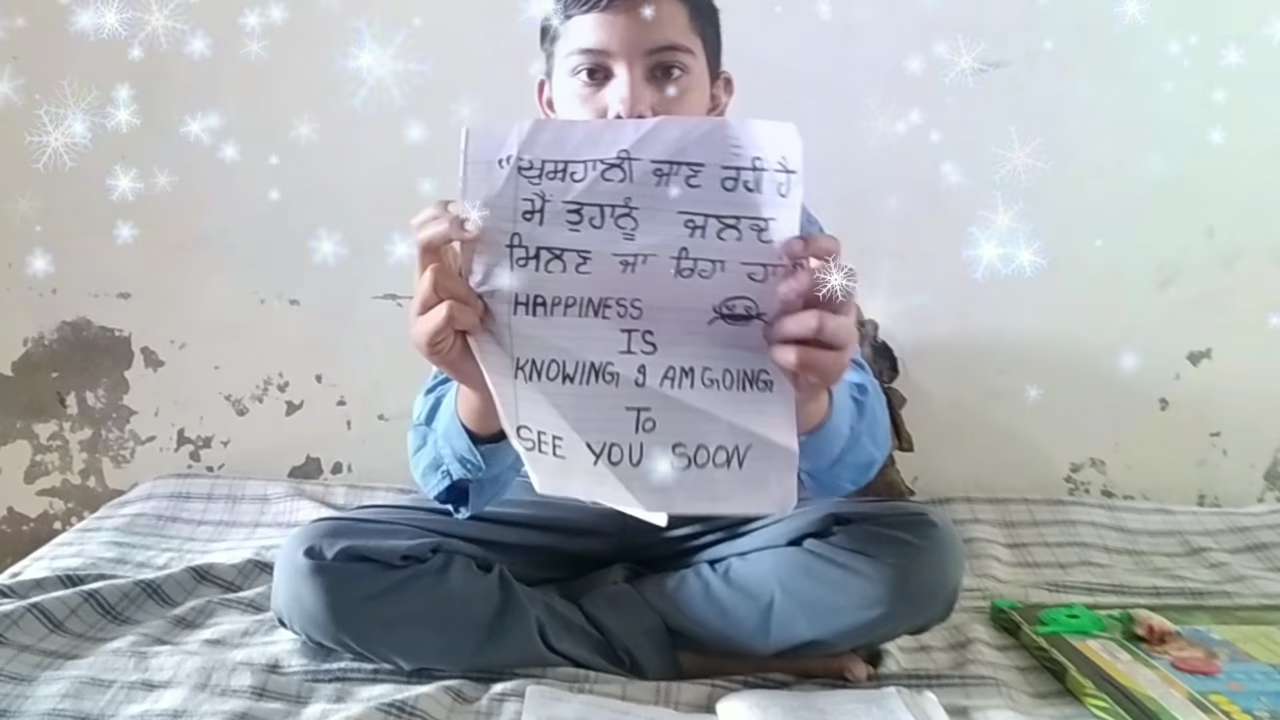 “ਖੁਸ਼ਹਾਲੀ ਜਾਣ ਰਹੀ ਹੈ
ਮੈਂ ਤੁਹਾਨੂੰ ਜਲਦ
ਮਿਲਣ ਜਾ ਰਿਹਾ ਹਾਂ”
HAPPINESS
IS
KNOWING I AM GOING
To
SEE YOU SOON